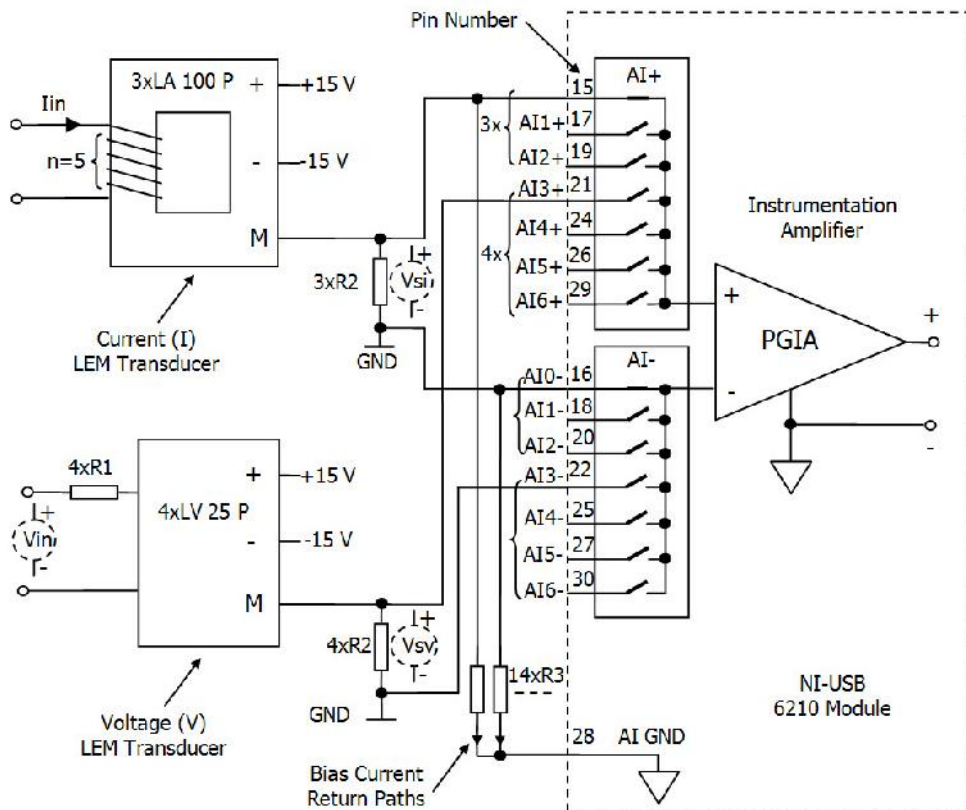 Pin Number
3xLA 100 P
+
+15 V
Iin
n=5
-
-15 V
M
3xR2
I+
Vsi
I-
GND
Current (I)
LEM Transducer
15
AI+
3x
AI1+
17
AI2+
19
AI3+
21
4x
AI4+
24
AI5+
26
AI6+
29
Instrumentation
Amplifier
+
PGIA
-
+
-
AI0-
16
AI-
AI1-
18
AI2-
20
AI3-
22
AI4-
25
AI5-
27
AI6-
30
4xR1
I+
Vin
I-
4xLV 25 P
+
+15 V
-
-15 V
M
4xR2
I+
Vsv
I-
GND
Voltage (V)
LEM Transducer
14xR3
Bias Current
Return Paths
28
AI GND
NI-USB
6210 Module